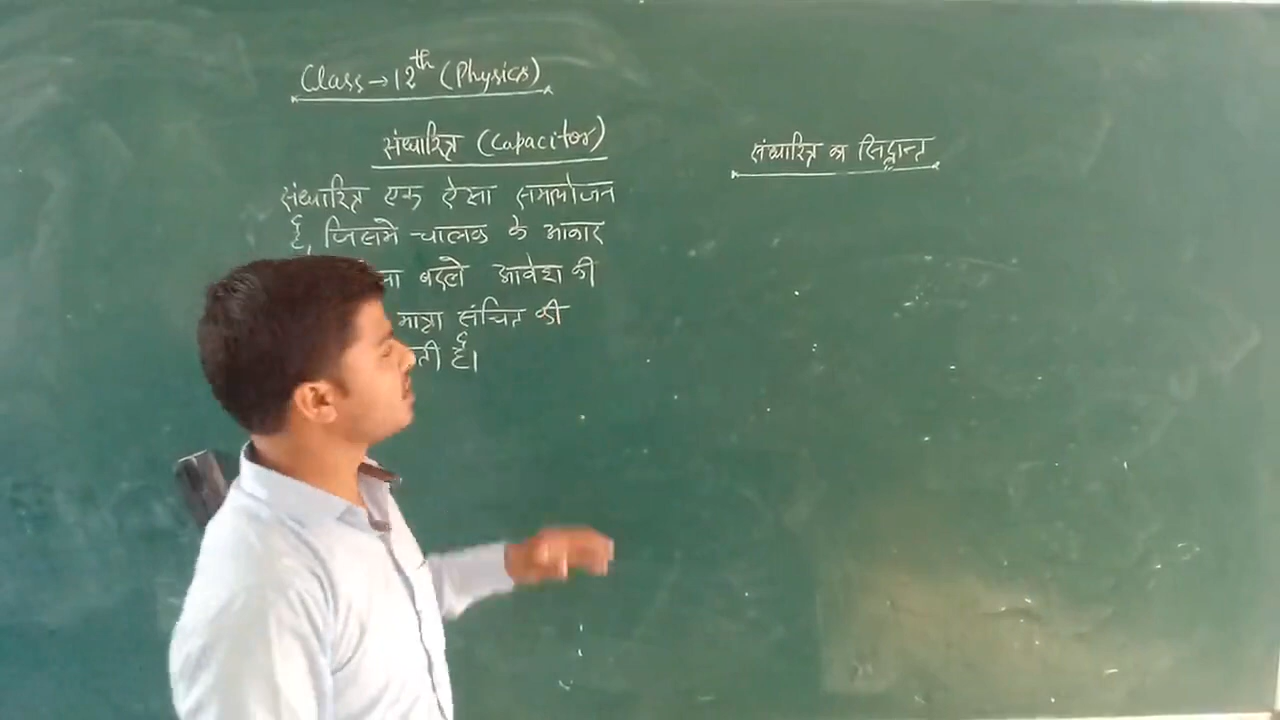 Class→12th (Physics)
संधारित्र (Capacitor)
संधारित्र एक ऐसा समायोजन
है, जिसमे चालक के आकार
बदले आवेश की
मात्रा संचित की
है।
संधारित्र का सिद्धान्त